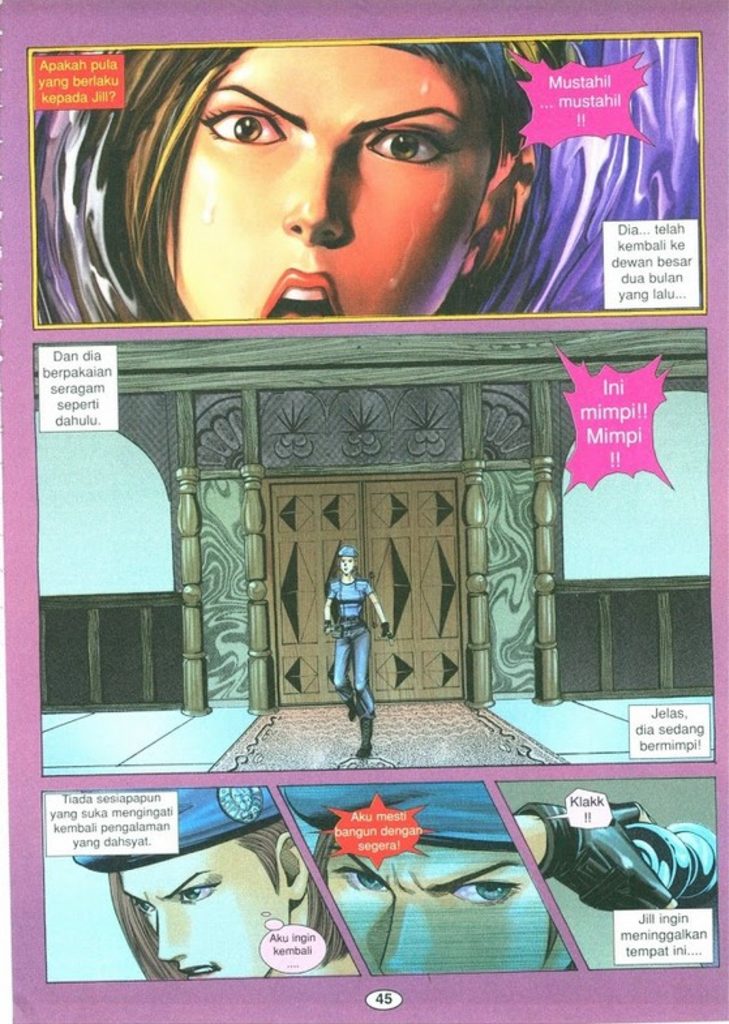 Apakah pula
yang berlaku
kepada Jill?
Mustahil
... mustahil
!!
Dia... telah
kembali ke
dewan besar
dua bulan
yang lalu...
Dan dia
berpakaian
seragam
seperti
dahulu.
Ini
mimpi!!
Mimpi
!!
Jelas,
dia sedang
bermimpi!
Tiada sesiapapun
yang suka mengingati
kembali pengalaman
yang dahsyat.
Aku ingin
kembali
....
Aku mesti
bangun dengan
segera!
Klakk
!!
Jill ingin
meninggalkan
tempat ini....
45